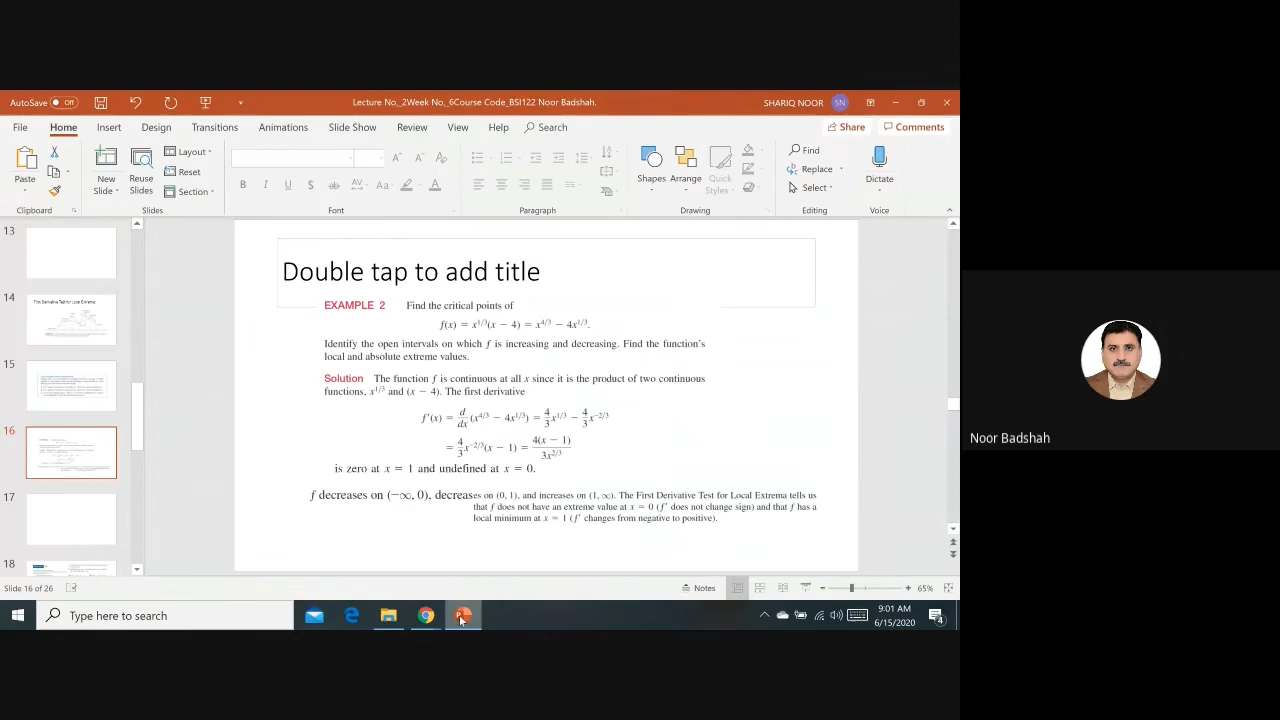 AutoSave Off
Lecture No,_2Week No,_6Course Code_BSI122 Noor Badshah.
SHARIQ NOOR SN
File Home Insert Design Transitions Animations Slide Show Review View Help Search
Share Comments
Paste
New Slide
Reuse Slides
Layout
Reset
Section
B I U S ab AV Aa A
Shapes
Arrange
Quick Styles
Find
Replace
Select
Dictate
Clipboard Slides Font Paragraph Drawing Editing Voice
13
14
First Derivative Test for Local Extrema:
15
16
17
18
Double tap to add title
EXAMPLE 2 Find the critical points of
f(x) = x^{1/3}(x − 4) = x^{4/3} − 4x^{1/3}.
Identify the open intervals on which f is increasing and decreasing. Find the function's
local and absolute extreme values.
Solution The function f is continuous at all x since it is the product of two continuous
functions, x^{1/3} and (x − 4). The first derivative
f′(x) = d/dx (x^{4/3} − 4x^{1/3}) = 4/3 x^{1/3} − 4/3 x^{−2/3}
= 4/3 x^{−2/3}(x − 1) = 4(x − 1)/3x^{2/3}
is zero at x = 1 and undefined at x = 0.
f decreases on (−∞, 0), decreases on (0, 1), and increases on (1, ∞). The First Derivative Test for Local Extrema tells us
that f does not have an extreme value at x = 0 (f′ does not change sign) and that f has a
local minimum at x = 1 (f′ changes from negative to positive).
Noor Badshah
Slide 16 of 26
Notes
65%
Type here to search
9:01 AM
6/15/2020
4